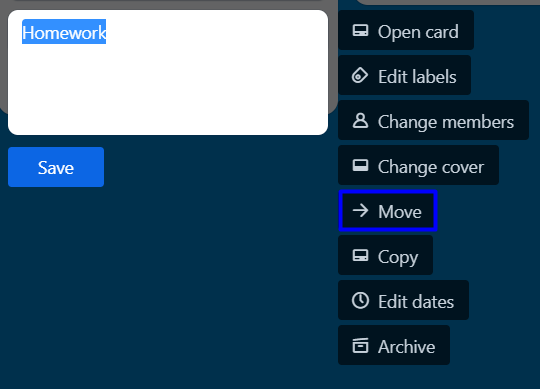 Homework
Save
Open card
Edit labels
Change members
Change cover
Move
Copy
Edit dates
Archive